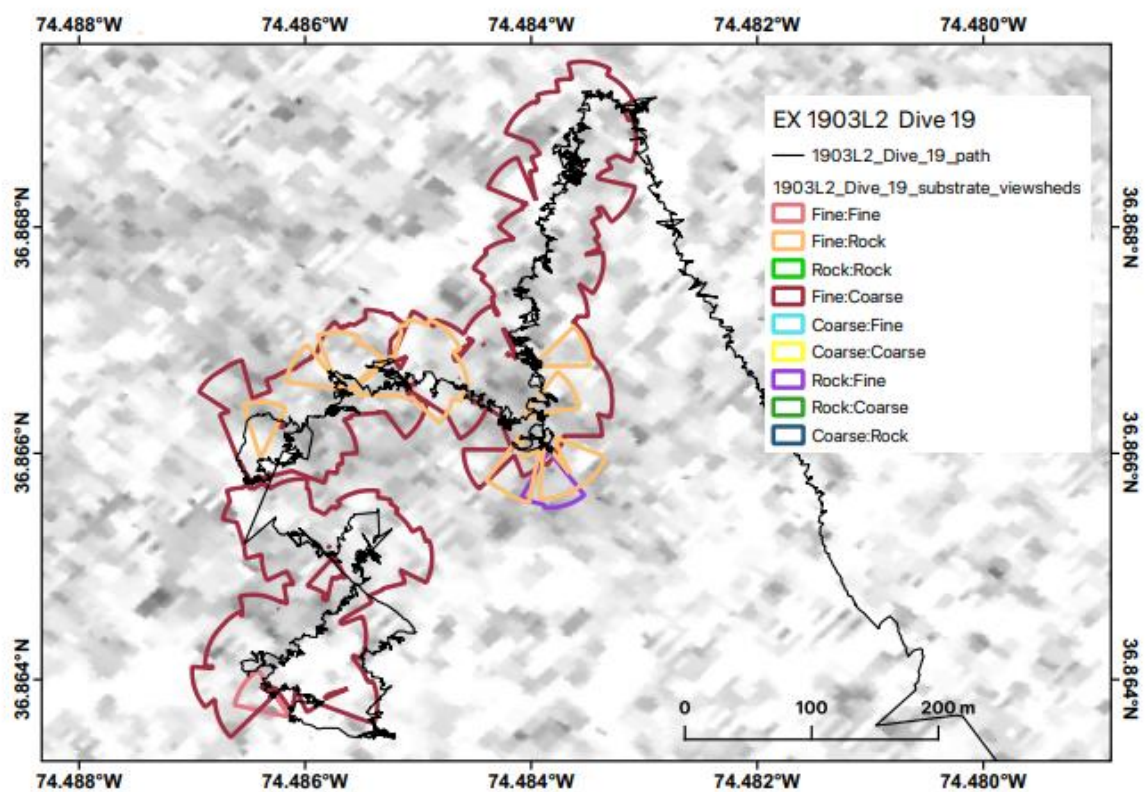 74.488°W 74.486°W 74.484°W 74.482°W 74.480°W
EX 1903L2 Dive 19
1903L2_Dive_19_path
1903L2_Dive_19_substrate_viewsheds
Fine:Fine
Fine:Rock
Rock:Rock
Fine:Coarse
Coarse:Fine
Coarse:Coarse
Rock:Fine
Rock:Coarse
Coarse:Rock
36.868°N 36.868°N
36.866°N 36.866°N
36.864°N 36.864°N
0 100 200 m
74.488°W 74.486°W 74.484°W 74.482°W 74.480°W